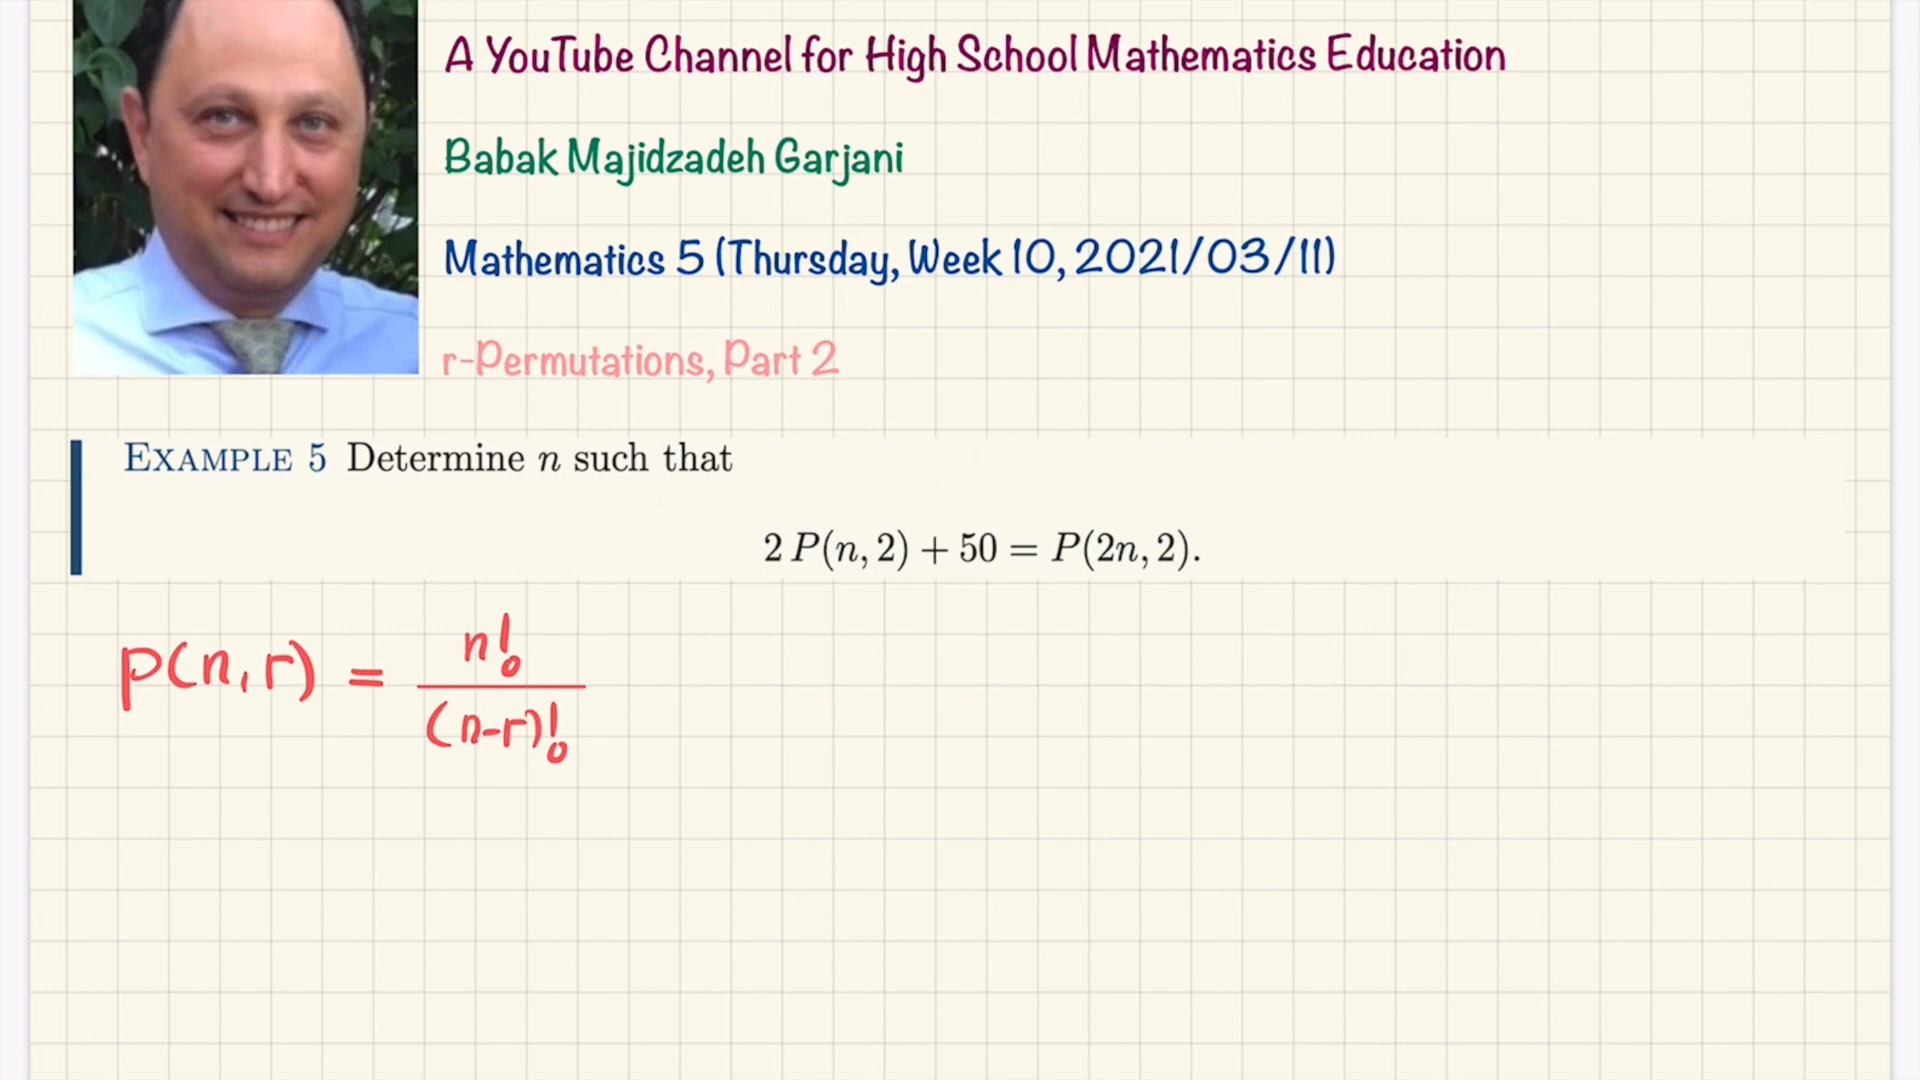 A YouTube Channel for High School Mathematics Education
Babak Majidzadeh Garjani
Mathematics 5 (Thursday, Week 10, 2021/03/11)
r-Permutations, Part 2
EXAMPLE 5 Determine n such that
2 P(n, 2) + 50 = P(2n, 2).
P(n,r) = n! / (n-r)!